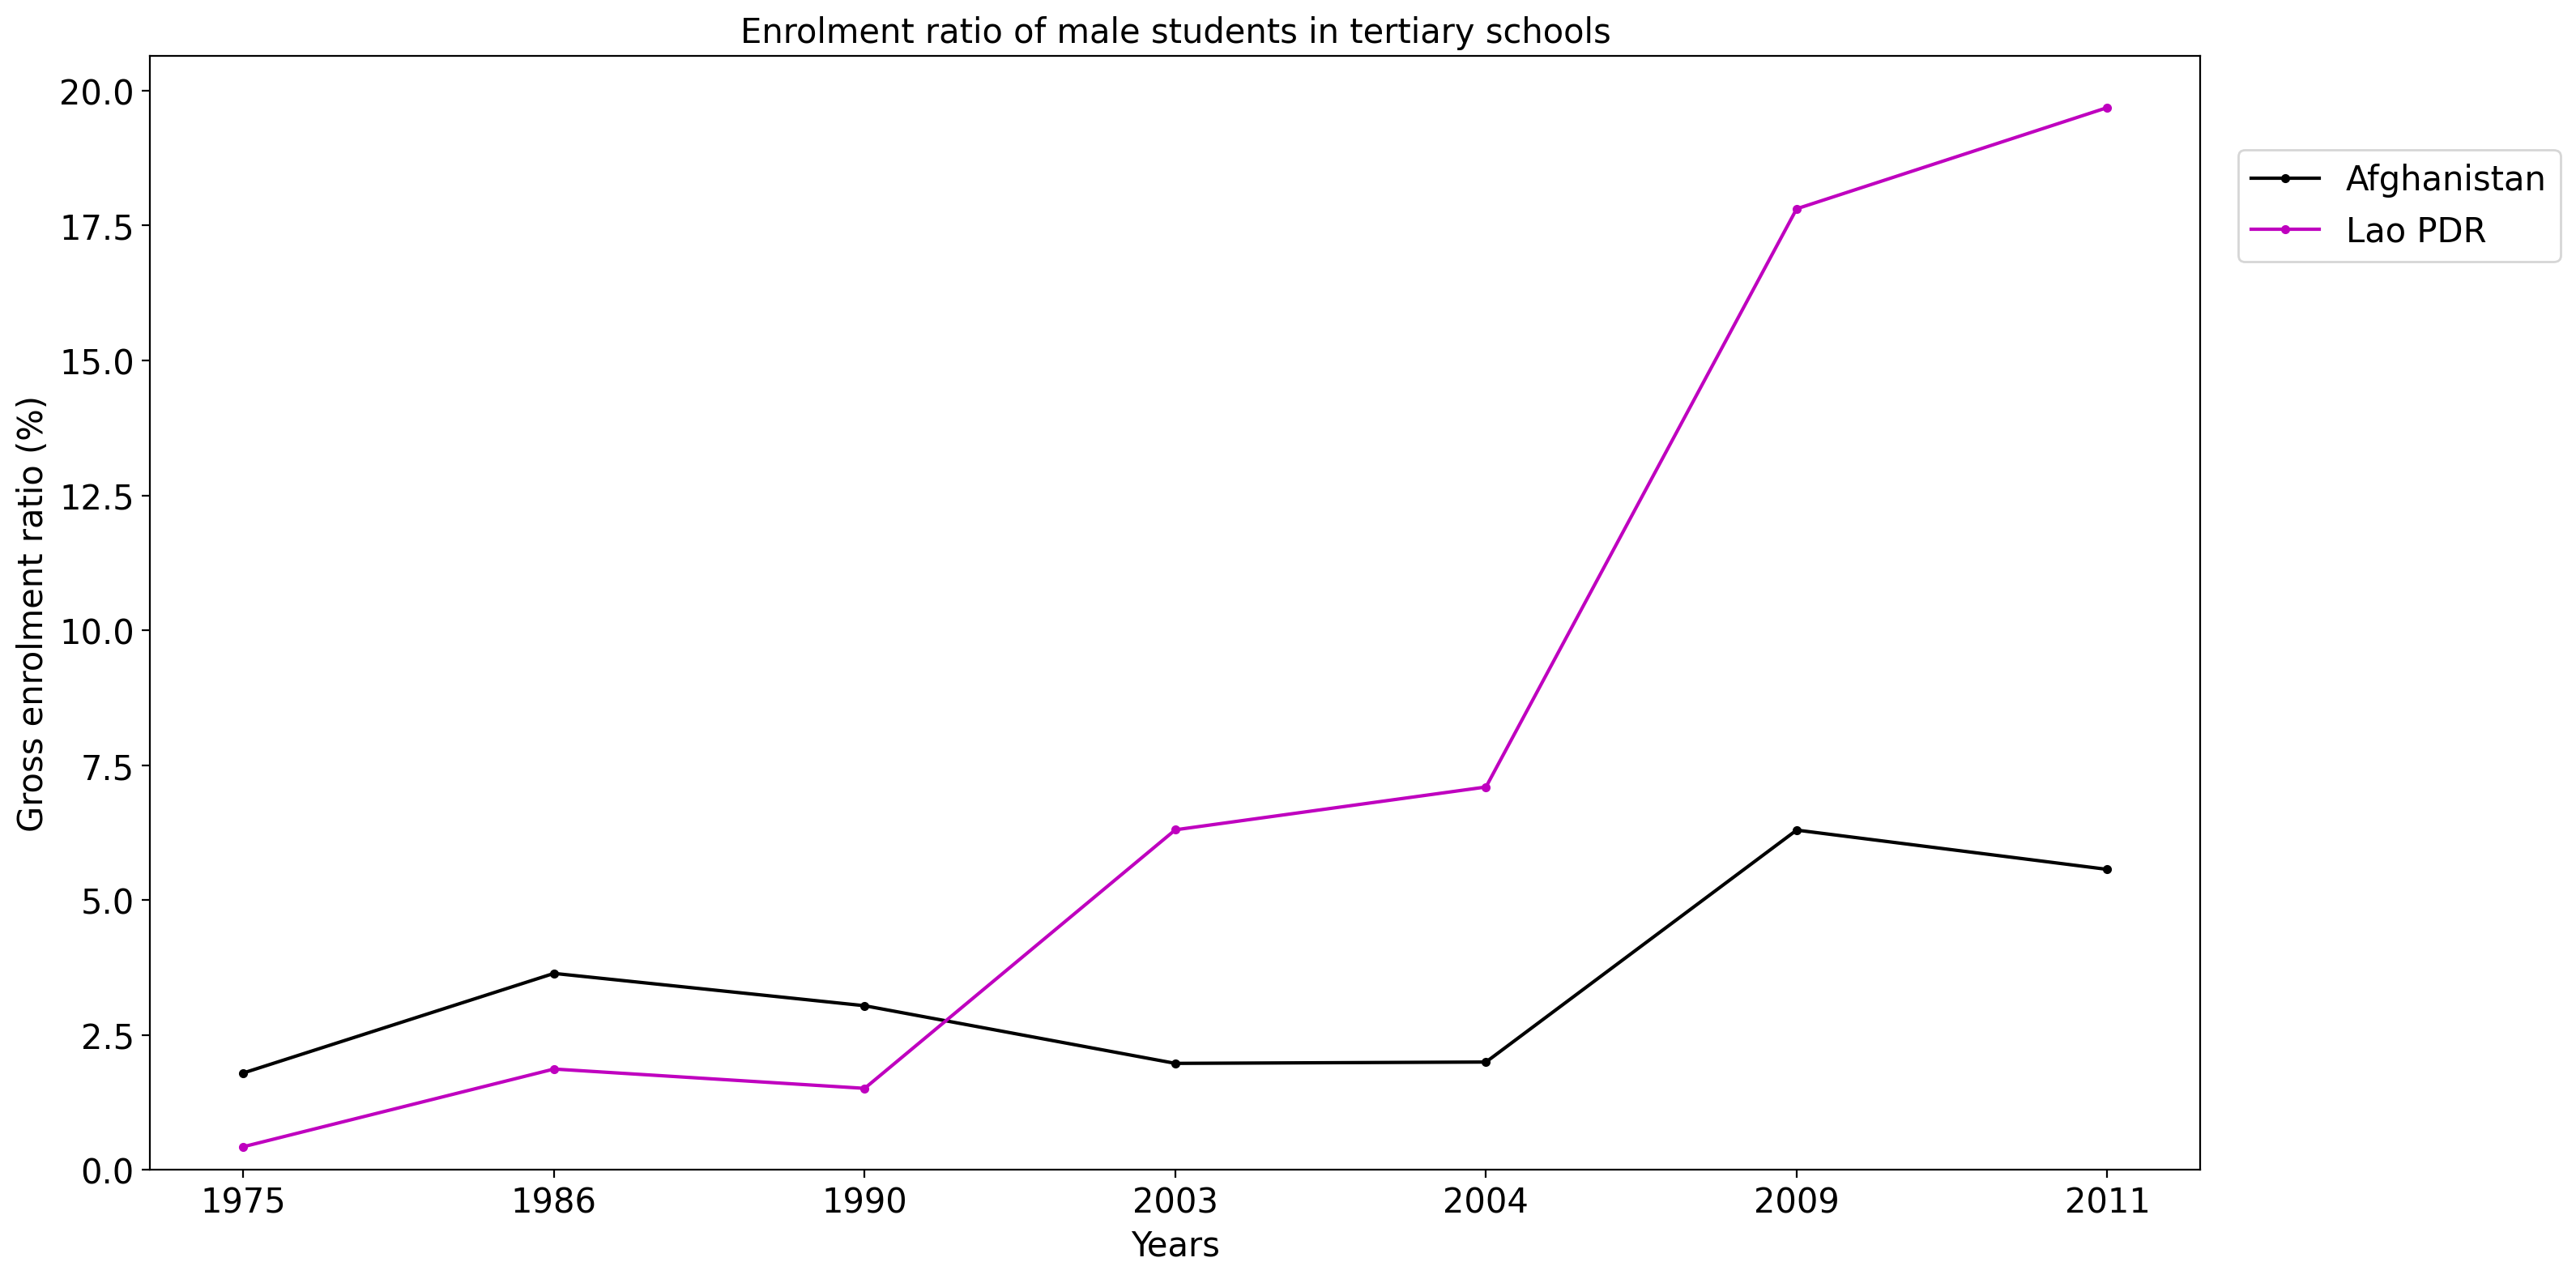 Enrolment ratio of male students in tertiary schools
20.0
17.5
15.0
12.5
10.0
7.5
5.0
2.5
0.0
Gross enrolment ratio (%)
1975 1986 1990 2003 2004 2009 2011
Years
Afghanistan
Lao PDR